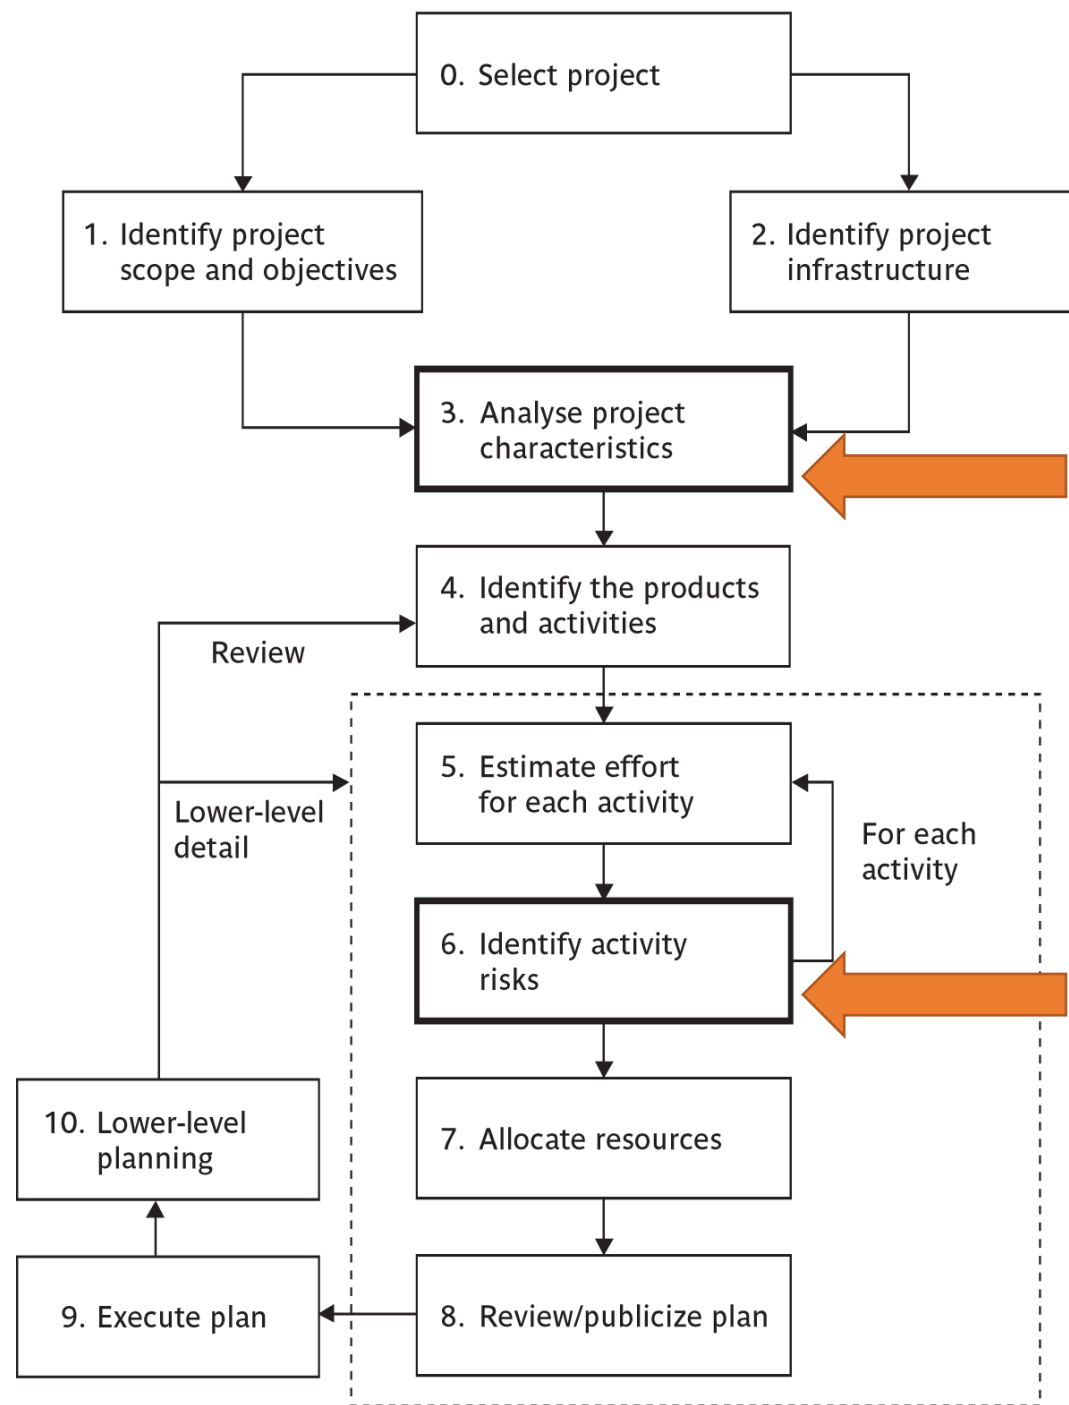 0. Select project
1. Identify project
scope and objectives
2. Identify project
infrastructure
3. Analyse project
characteristics
4. Identify the products
and activities
Review
5. Estimate effort
for each activity
Lower-level
detail
For each
activity
6. Identify activity
risks
10. Lower-level
planning
7. Allocate resources
9. Execute plan
8. Review/publicize plan